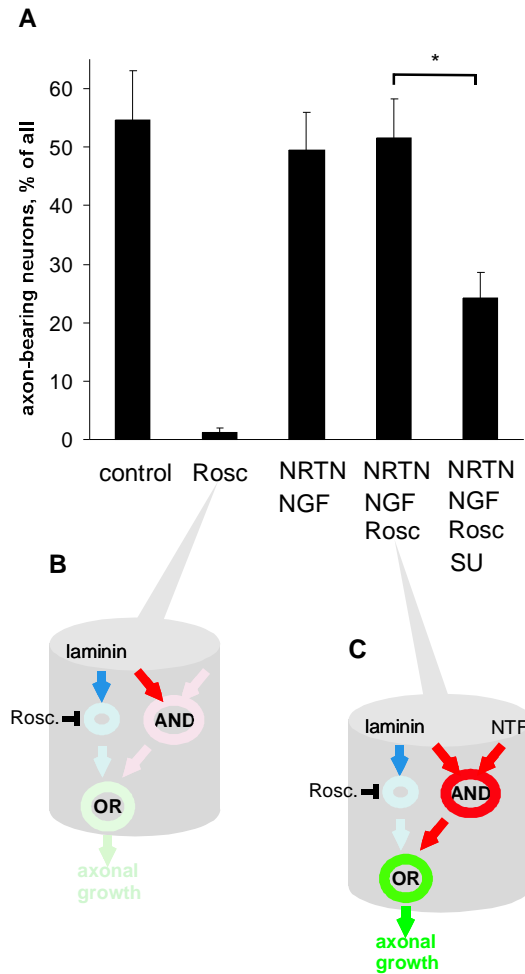 A
*
axon-bearing neurons, % of all
60
50
40
30
20
10
0
control
Rosc
NRTN
NGF
NRTN
NGF
Rosc
NRTN
NGF
Rosc
SU
B
laminin
Rosc.
AND
OR
axonal
growth
C
laminin
NTF
Rosc.
AND
OR
axonal
growth